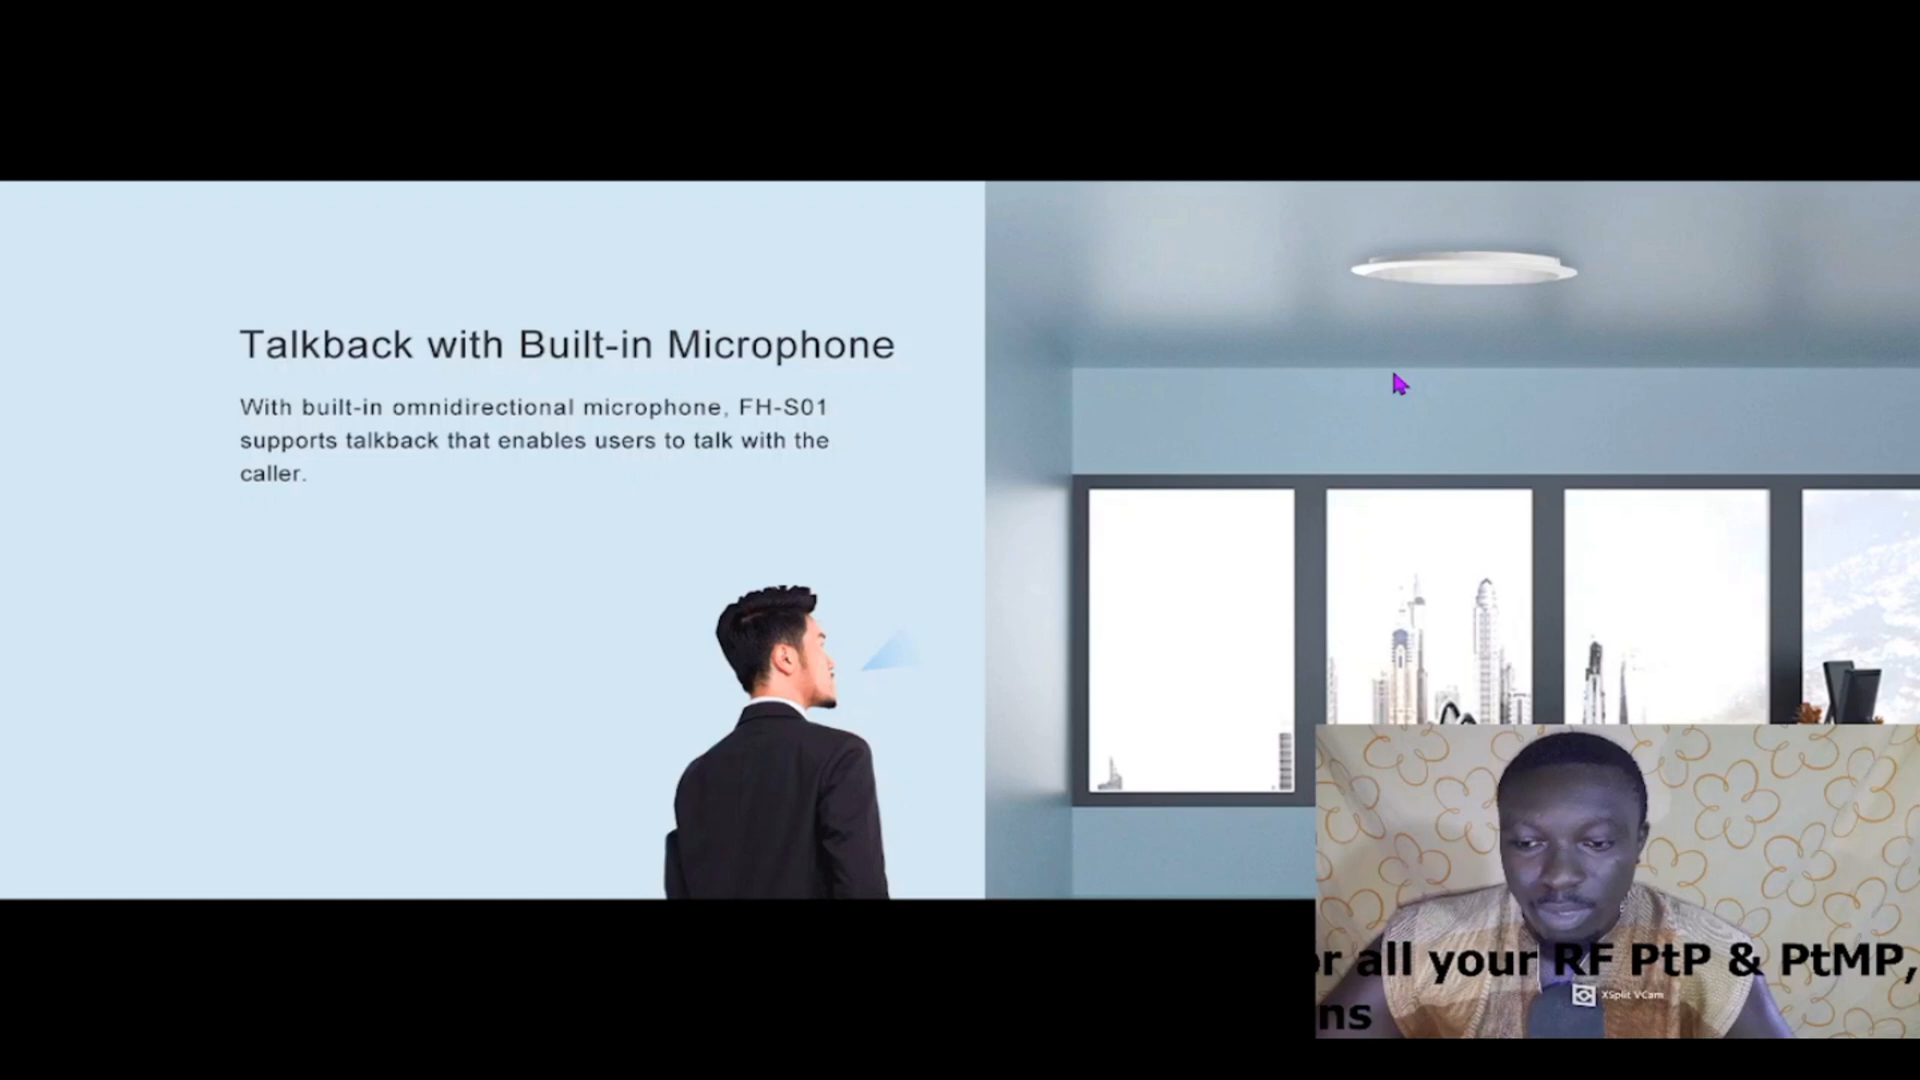 Talkback with Built-in Microphone
With built-in omnidirectional microphone, FH-S01
supports talkback that enables users to talk with the
caller.
r all your RF PtP & PtMP,
ns
XSplit VCam